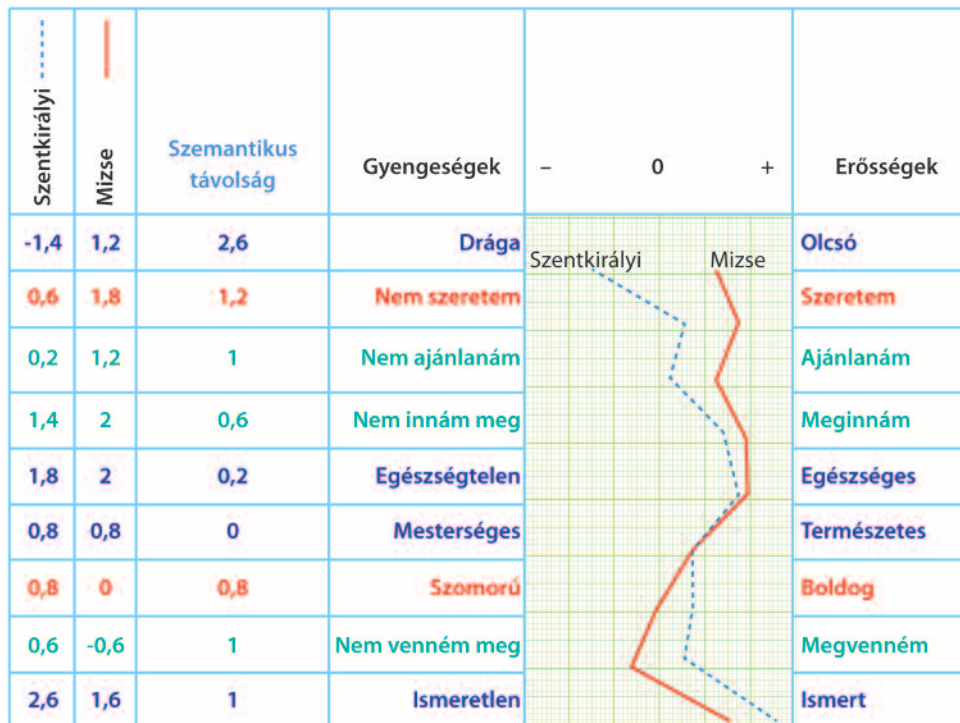 Szentkirályi
Mizse
Szemantikus
távolság
Gyengeségek
– 0 +
Erősségek
-1,4 1,2 2,6 Drága Olcsó
Szentkirályi Mizse
0,6 1,8 1,2 Nem szeretem Szeretem
0,2 1,2 1 Nem ajánlanám Ajánlanám
1,4 2 0,6 Nem innám meg Meginnám
1,8 2 0,2 Egészségtelen Egészséges
0,8 0,8 0 Mesterséges Természetes
0,8 0 0,8 Szomorú Boldog
0,6 -0,6 1 Nem venném meg Megvenném
2,6 1,6 1 Ismeretlen Ismert